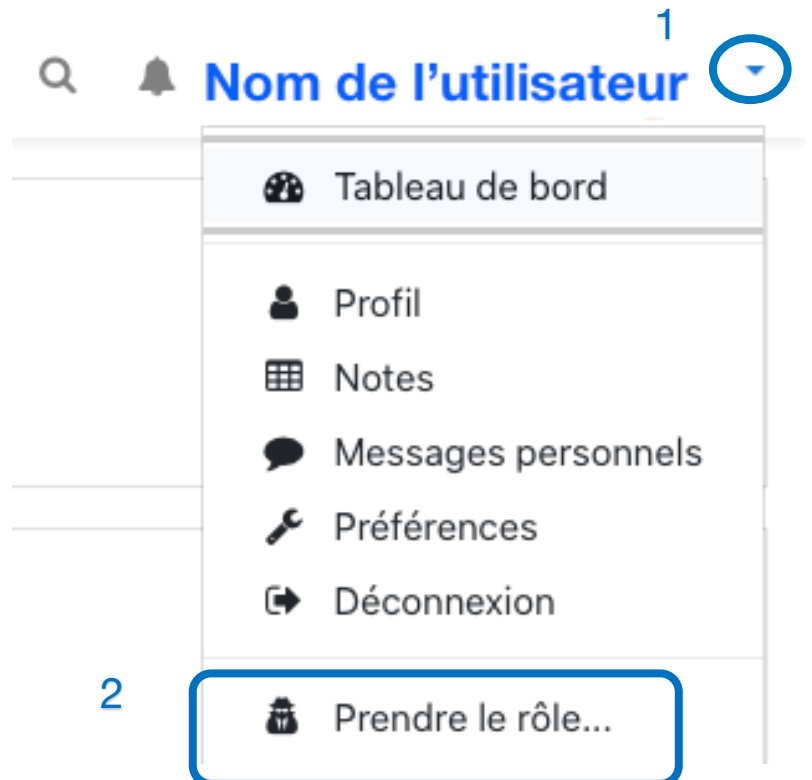 1
Nom de l’utilisateur
Tableau de bord
Profil
Notes
Messages personnels
Préférences
Déconnexion
2
Prendre le rôle...